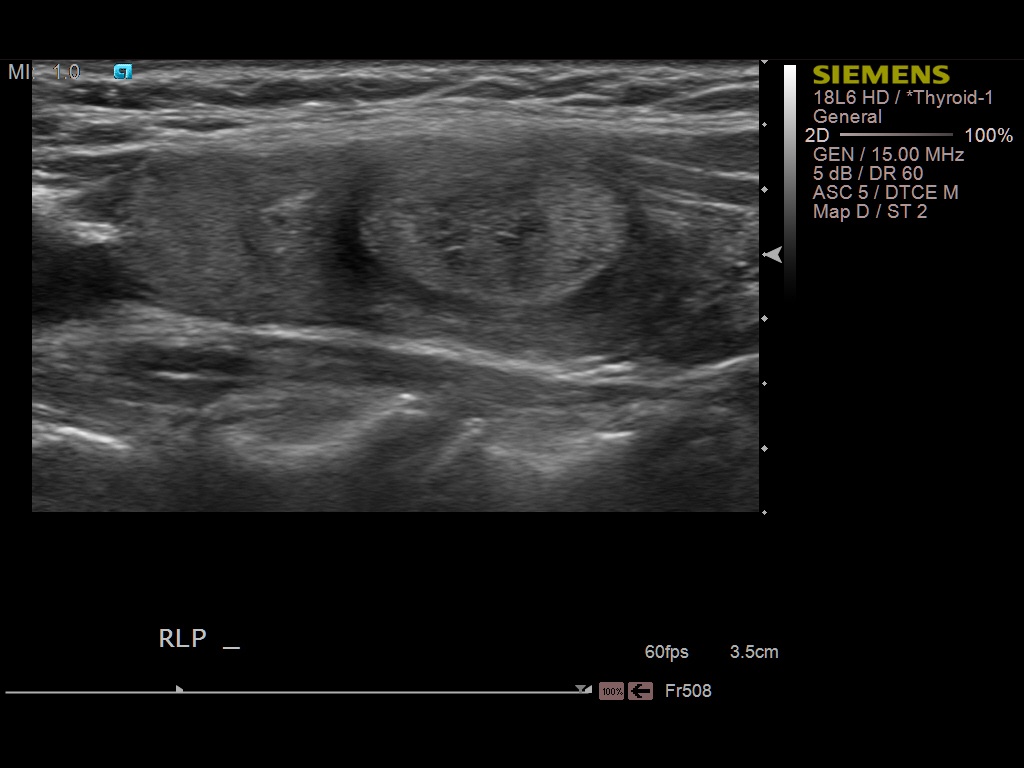 MI: 1.0
SIEMENS
18L6 HD / *Thyroid-1
General
2D 100%
GEN / 15.00 MHz
5 dB / DR 60
ASC 5 / DTCE M
Map D / ST 2
RLP _
60fps 3.5cm
100% Fr508